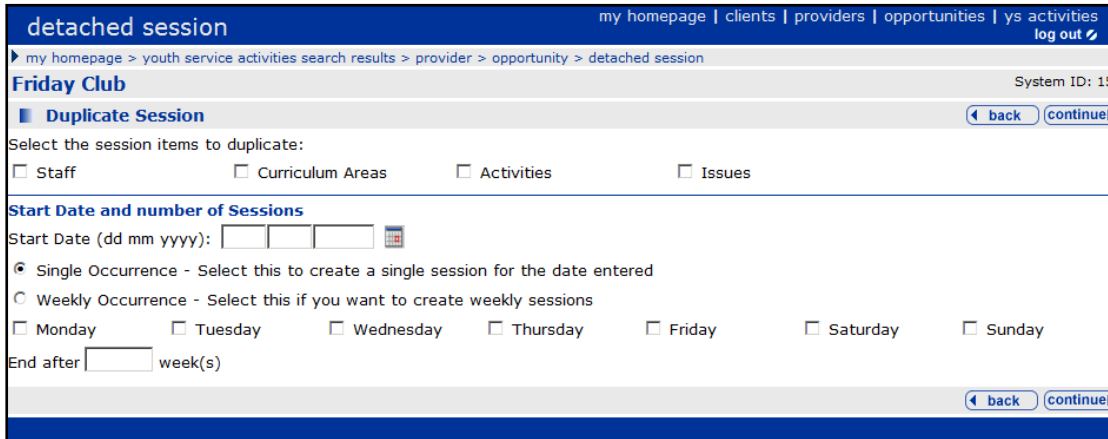 detached session
my homepage | clients | providers | opportunities | ys activities
log out
my homepage > youth service activities search results > provider > opportunity > detached session
Friday Club
System ID: 15
Duplicate Session
back continue
Select the session items to duplicate:
Staff Curriculum Areas Activities Issues
Start Date and number of Sessions
Start Date (dd mm yyyy):
Single Occurrence - Select this to create a single session for the date entered
Weekly Occurrence - Select this if you want to create weekly sessions
Monday Tuesday Wednesday Thursday Friday Saturday Sunday
End after week(s)
back continue